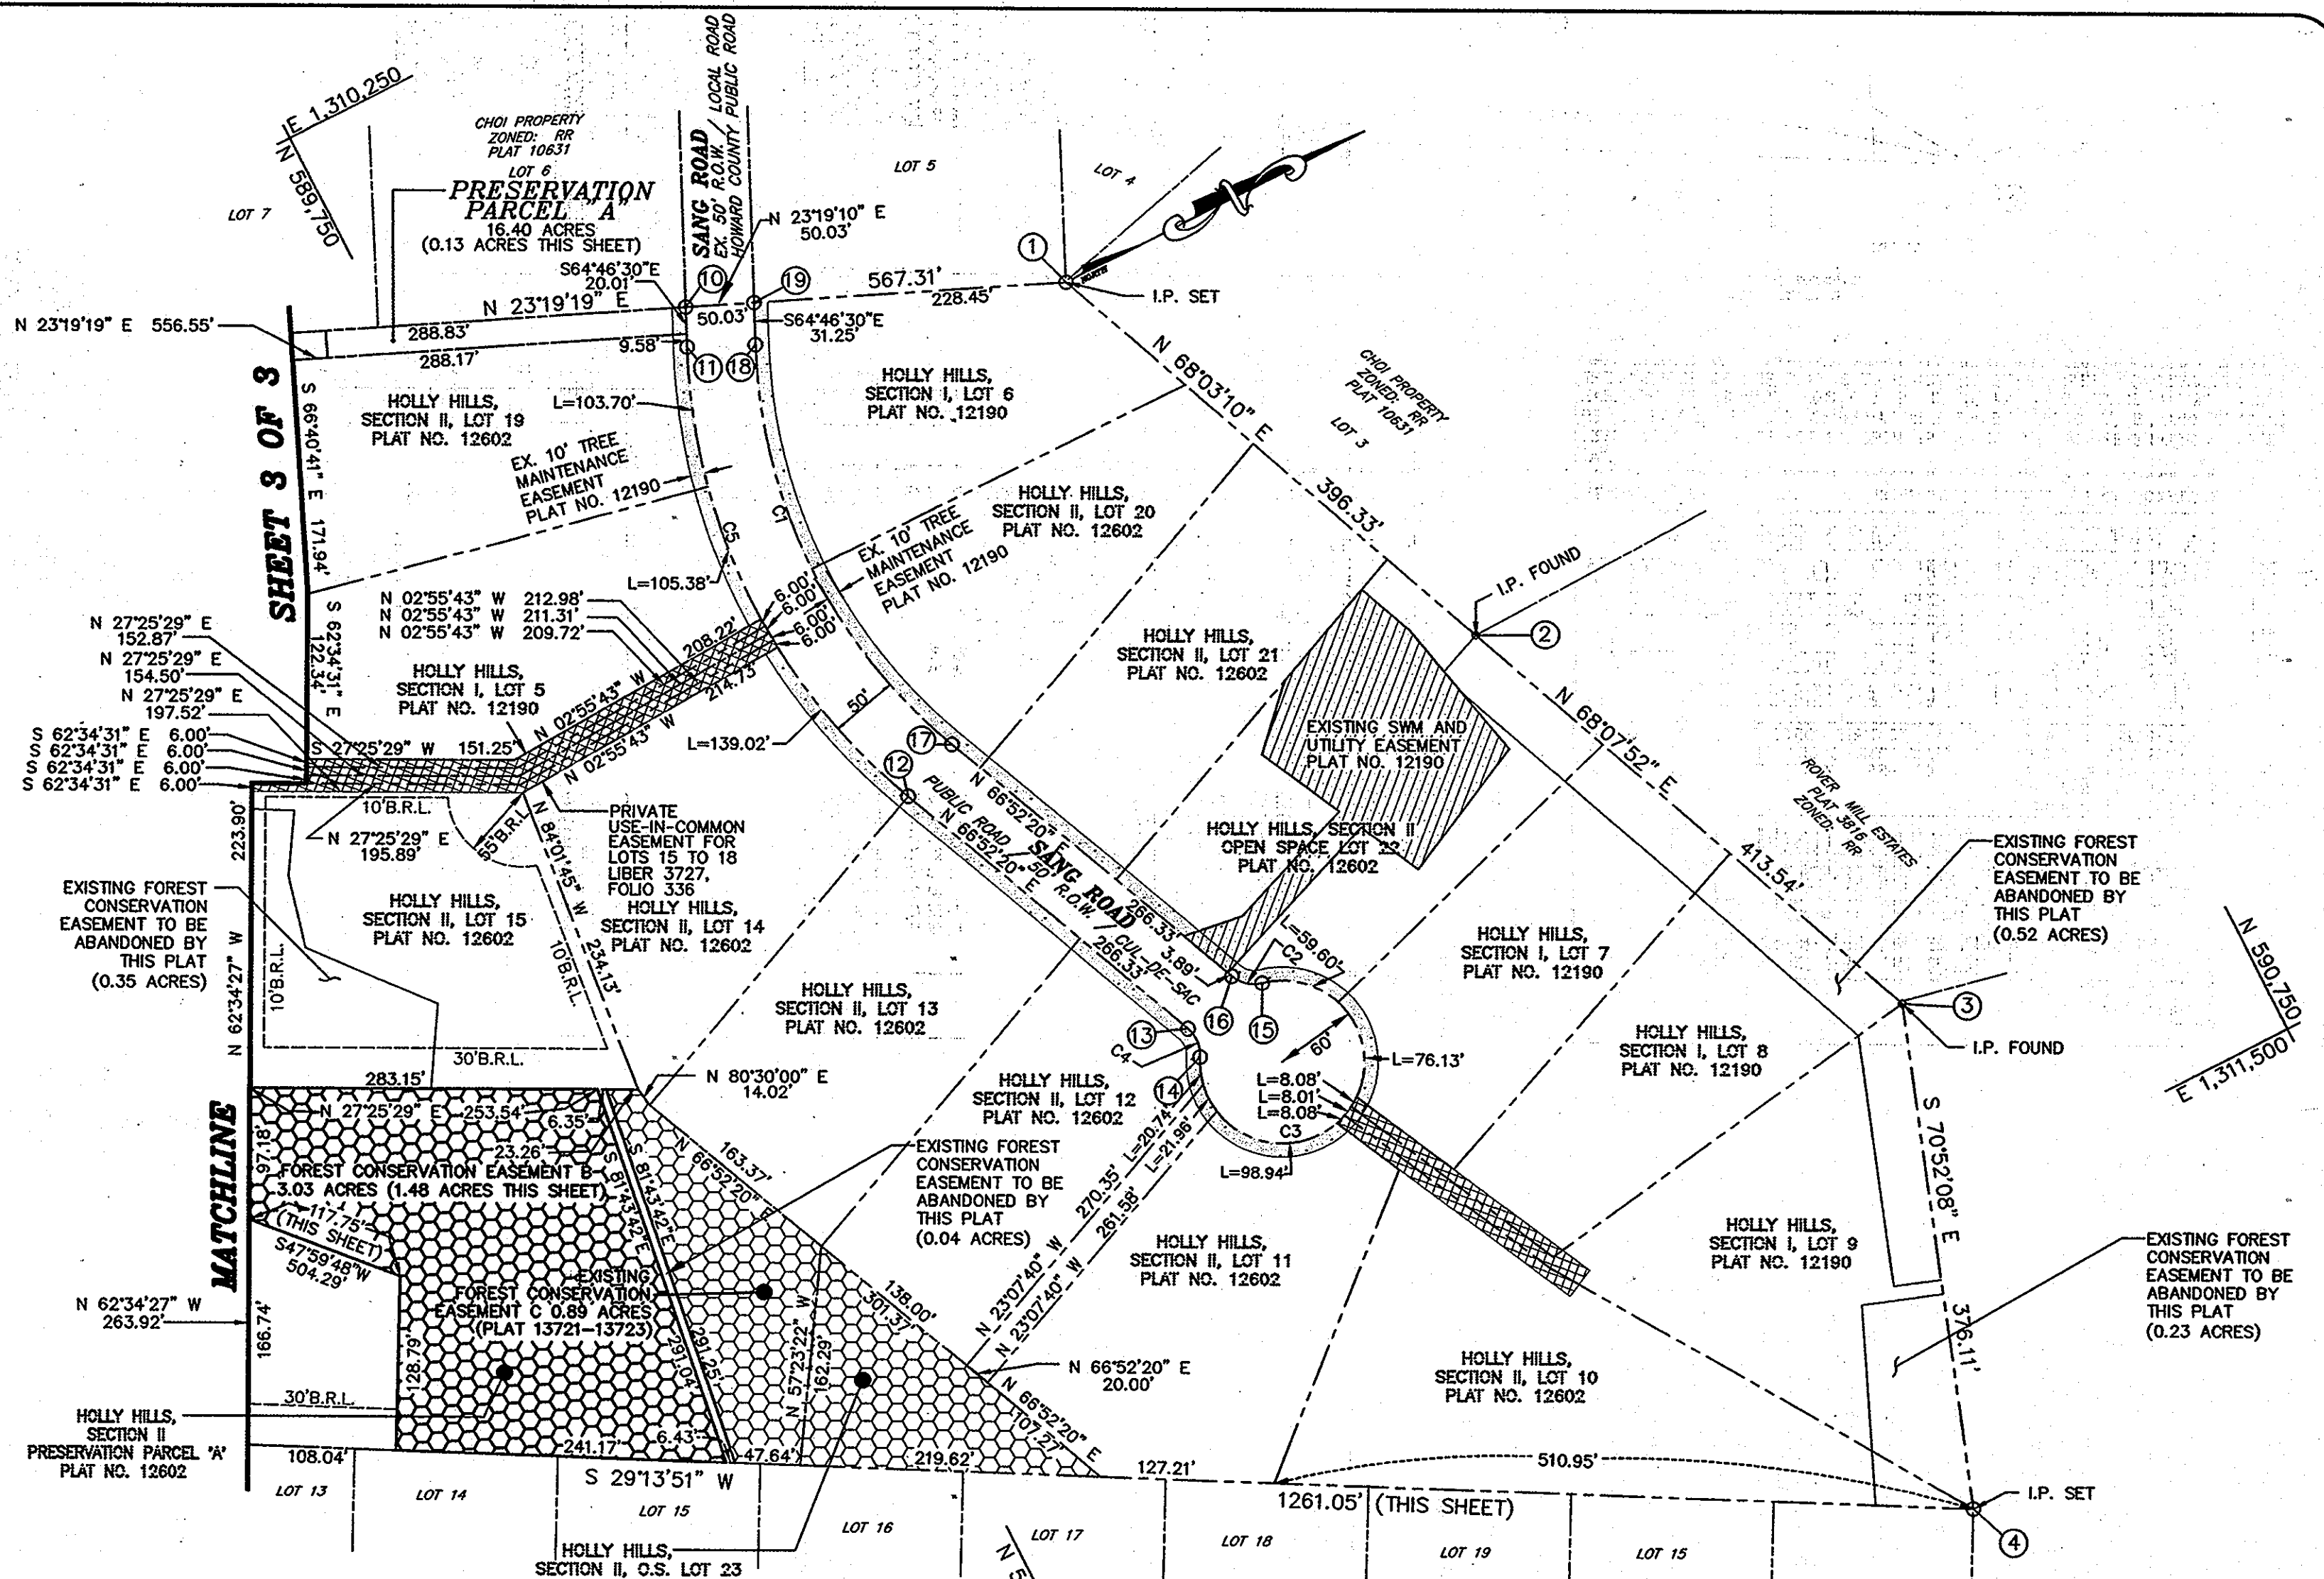 E 1,310,250
N 589,750
CHOI PROPERTY
ZONED: RR
PLAT 10631
LOT 6
LOT 7
PRESERVATION
PARCEL "A"
16.40 ACRES
(0.13 ACRES THIS SHEET)
SANG ROAD
EX. 50' R.O.W. / LOCAL ROAD
HOWARD COUNTY PUBLIC ROAD
LOT 5
LOT 4
N 23°19'10" E
50.03'
1
NORTH
I.P. SET
S64°46'30"E
20.01'
10
19
567.31'
228.45'
N 23°19'19" E
50.03'
S64°46'30"E
31.25'
N 23°19'19" E 556.55'
288.83'
288.17'
9.58'
11
18
SHEET 3 OF 3
S 66°40'41" E 171.94'
HOLLY HILLS,
SECTION II, LOT 19
PLAT NO. 12602
L=103.70'
HOLLY HILLS,
SECTION I, LOT 6
PLAT NO. 12190
N 68°03'10" E
CHOI PROPERTY
ZONED: RR
PLAT 10631
LOT 3
EX. 10' TREE
MAINTENANCE
EASEMENT
PLAT NO. 12190
C5
C1
HOLLY HILLS,
SECTION II, LOT 20
PLAT NO. 12602
396.33'
EX. 10' TREE
MAINTENANCE
EASEMENT
PLAT NO. 12190
I.P. FOUND
2
L=105.38'
6.00'
6.00'
6.00'
6.00'
N 02°55'43" W 212.98'
N 02°55'43" W 211.31'
N 02°55'43" W 209.72'
208.22'
214.73'
S 62°34'31" E
122.34'
N 27°25'29" E
152.87'
N 27°25'29" E
154.50'
N 27°25'29" E
197.52'
S 62°34'31" E 6.00'
S 62°34'31" E 6.00'
S 62°34'31" E 6.00'
S 62°34'31" E 6.00'
HOLLY HILLS,
SECTION I, LOT 5
PLAT NO. 12190
N 02°55'43" W
N 02°55'43" W
S 27°25'29" W 151.25'
L=139.02'
50'
17
12
HOLLY HILLS,
SECTION II, LOT 21
PLAT NO. 12602
EXISTING SWM AND
UTILITY EASEMENT
PLAT NO. 12190
N 68°07'52" E
413.54'
ROVER MILL ESTATES
PLAT 3816
ZONED: RR
N 66°52'20" E
PUBLIC ROAD
SANG ROAD
50' R.O.W. / CUL-DE-SAC
N 66°52'20" E
266.33'
266.33'
3.89'
HOLLY HILLS, SECTION II
OPEN SPACE LOT 22
PLAT NO. 12602
10'B.R.L.
55'B.R.L.
N 27°25'29" E
195.89'
PRIVATE
USE-IN-COMMON
EASEMENT FOR
LOTS 15 TO 18
LIBER 3727,
FOLIO 336
N 84°01'45" W
234.13'
223.90'
EXISTING FOREST
CONSERVATION
EASEMENT TO BE
ABANDONED BY
THIS PLAT
(0.35 ACRES)
HOLLY HILLS,
SECTION II, LOT 15
PLAT NO. 12602
HOLLY HILLS,
SECTION II, LOT 14
PLAT NO. 12602
10'B.R.L.
10'B.R.L.
30'B.R.L.
N 62°34'27" W
HOLLY HILLS,
SECTION II, LOT 13
PLAT NO. 12602
L=59.60'
C2
16
15
13
C4
14
60'
HOLLY HILLS,
SECTION I, LOT 7
PLAT NO. 12190
EXISTING FOREST
CONSERVATION
EASEMENT TO BE
ABANDONED BY
THIS PLAT
(0.52 ACRES)
N 590,750
E 1,311,500
3
I.P. FOUND
HOLLY HILLS,
SECTION I, LOT 8
PLAT NO. 12190
L=76.13'
L=8.08'
L=8.01'
L=8.08'
C3
L=98.94'
L=20.74'
L=21.96'
HOLLY HILLS,
SECTION II, LOT 12
PLAT NO. 12602
N 80°30'00" E
14.02'
MATCHLINE
283.15'
N 27°25'29" E 253.54'
6.35'
23.26'
97.18'
FOREST CONSERVATION EASEMENT B
3.03 ACRES (1.48 ACRES THIS SHEET)
117.75'
(THIS SHEET)
S47°59'48"W
504.29'
S 81°43'42"E
S 81°43'42"E
163.37'
N 66°52'20" E
EXISTING FOREST
CONSERVATION
EASEMENT TO BE
ABANDONED BY
THIS PLAT
(0.04 ACRES)
270.35'
261.58'
N 23°07'40" W
N 23°07'40" W
HOLLY HILLS,
SECTION II, LOT 11
PLAT NO. 12602
HOLLY HILLS,
SECTION I, LOT 9
PLAT NO. 12190
S 70°52'08" E
376.11'
EXISTING FOREST
CONSERVATION
EASEMENT TO BE
ABANDONED BY
THIS PLAT
(0.23 ACRES)
EXISTING
FOREST CONSERVATION
EASEMENT C 0.89 ACRES
(PLAT 13721-13723)
N 62°34'27" W
263.92'
166.74'
128.79'
291.25'
291.04'
N 57°23'22" W
162.29'
138.00'
301.37'
N 66°52'20" E
20.00'
N 66°52'20" E
107.27'
HOLLY HILLS,
SECTION II, LOT 10
PLAT NO. 12602
30'B.R.L.
HOLLY HILLS,
SECTION II
PRESERVATION PARCEL 'A'
PLAT NO. 12602
108.04'
241.17'
6.43'
47.64'
219.62'
127.21'
510.95'
S 29°13'51" W
1261.05' (THIS SHEET)
I.P. SET
4
LOT 13
LOT 14
LOT 15
LOT 16
LOT 17
LOT 18
LOT 19
LOT 15
HOLLY HILLS,
SECTION II, O.S. LOT 23
N 5